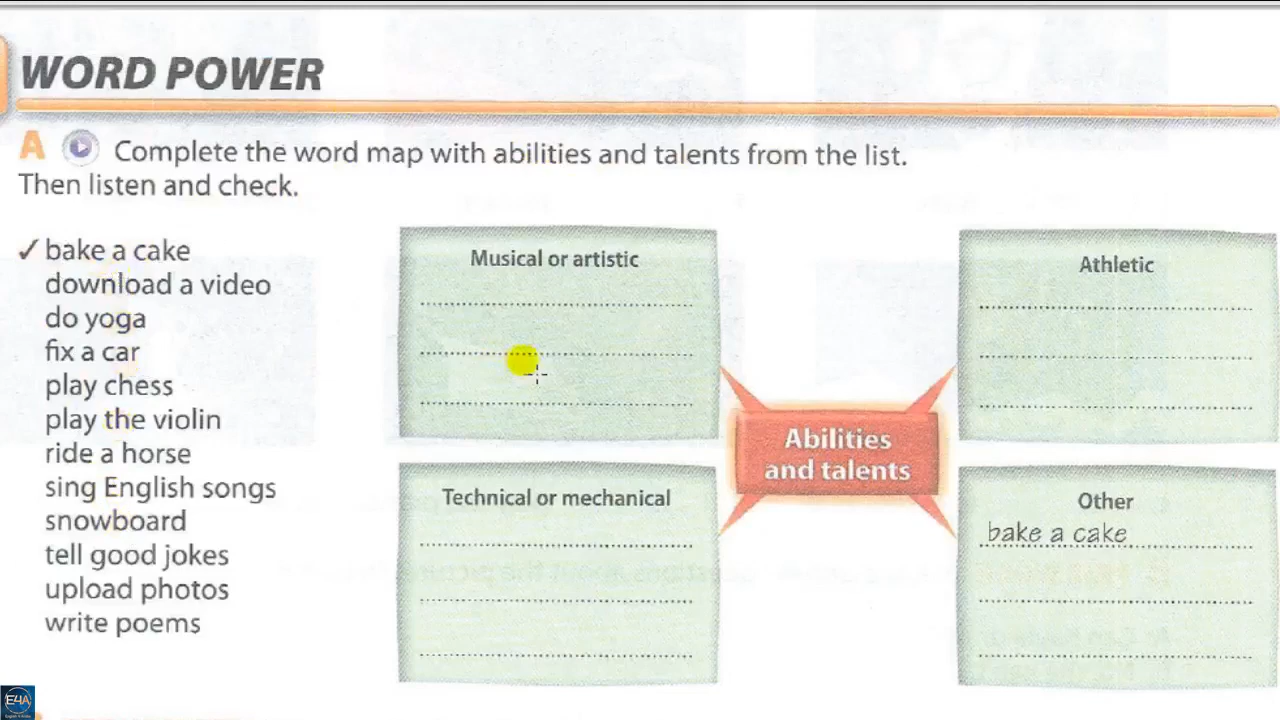 WORD POWER
A Complete the word map with abilities and talents from the list.
Then listen and check.
✓ bake a cake
download a video
do yoga
fix a car
play chess
play the violin
ride a horse
sing English songs
snowboard
tell good jokes
upload photos
write poems
Musical or artistic
Athletic
Abilities
and talents
Technical or mechanical
Other
bake a cake
E4A